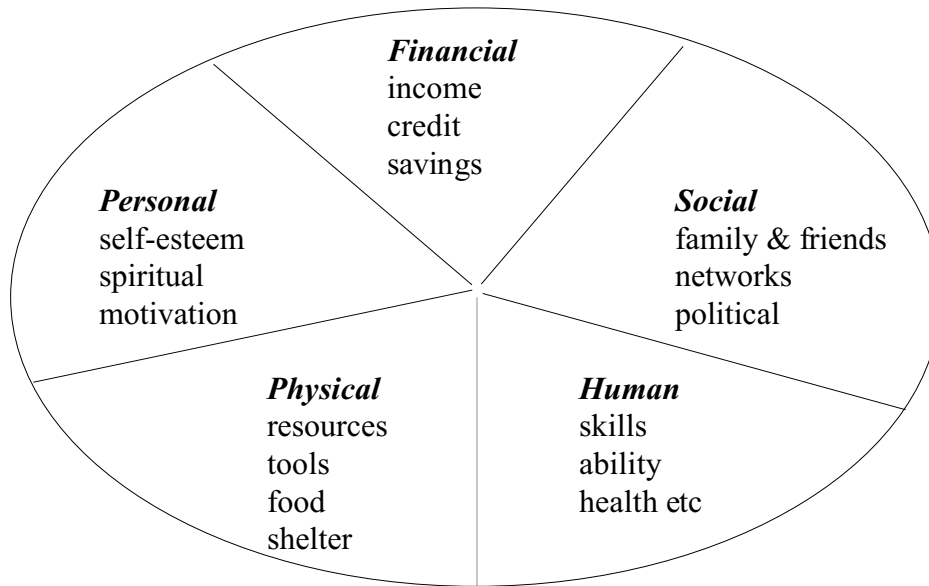 Financial
income
credit
savings
Personal
self-esteem
spiritual
motivation
Social
family & friends
networks
political
Physical
resources
tools
food
shelter
Human
skills
ability
health etc